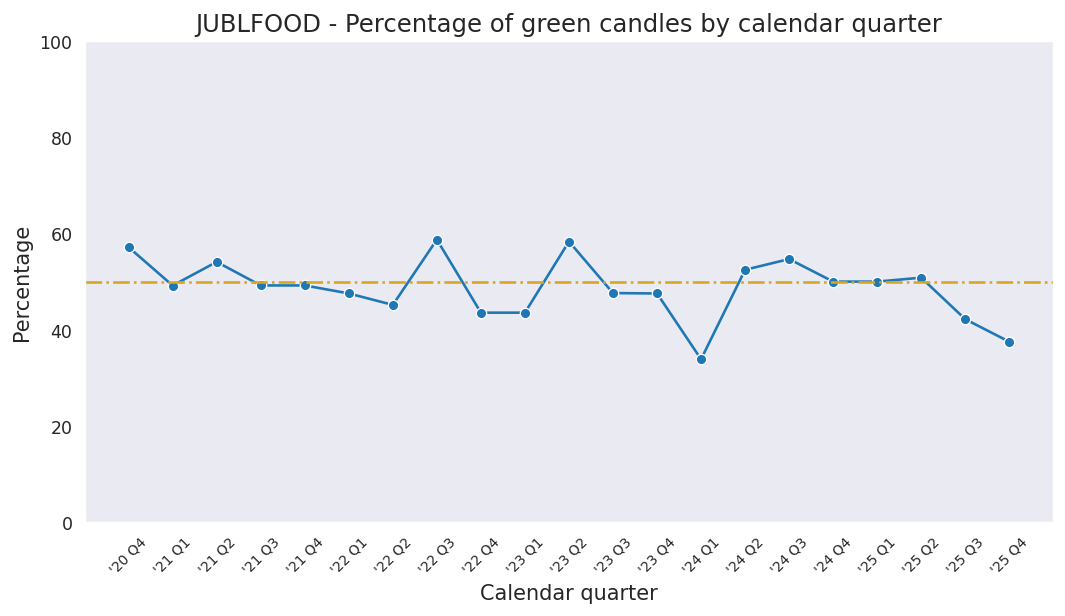 JUBLFOOD - Percentage of green candles by calendar quarter
100
80
60
40
20
0
Percentage
'20 Q4
'21 Q1
'21 Q2
'21 Q3
'21 Q4
'22 Q1
'22 Q2
'22 Q3
'22 Q4
'23 Q1
'23 Q2
'23 Q3
'23 Q4
'24 Q1
'24 Q2
'24 Q3
'24 Q4
'25 Q1
'25 Q2
'25 Q3
'25 Q4
Calendar quarter